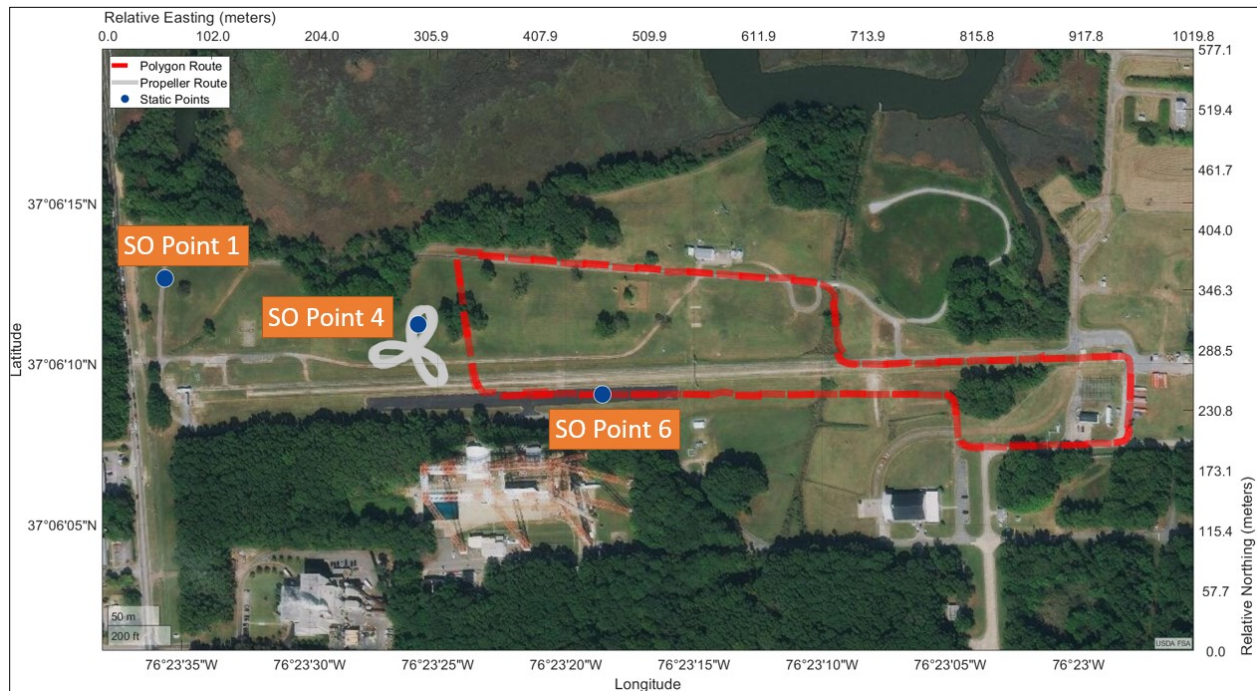 Relative Easting (meters)
0.0 102.0 204.0 305.9 407.9 509.9 611.9 713.9 815.8 917.8 1019.8
Polygon Route
Propeller Route
Static Points
577.1
519.4
461.7
37°06'15"N
404.0
SO Point 1
346.3
SO Point 4
Latitude
37°06'10"N
288.5
SO Point 6
230.8
173.1
37°06'05"N
115.4
Relative Northing (meters)
57.7
50 m
200 ft
USDA FSA
0.0
76°23'35"W 76°23'30"W 76°23'25"W 76°23'20"W 76°23'15"W 76°23'10"W 76°23'05"W 76°23'W
Longitude